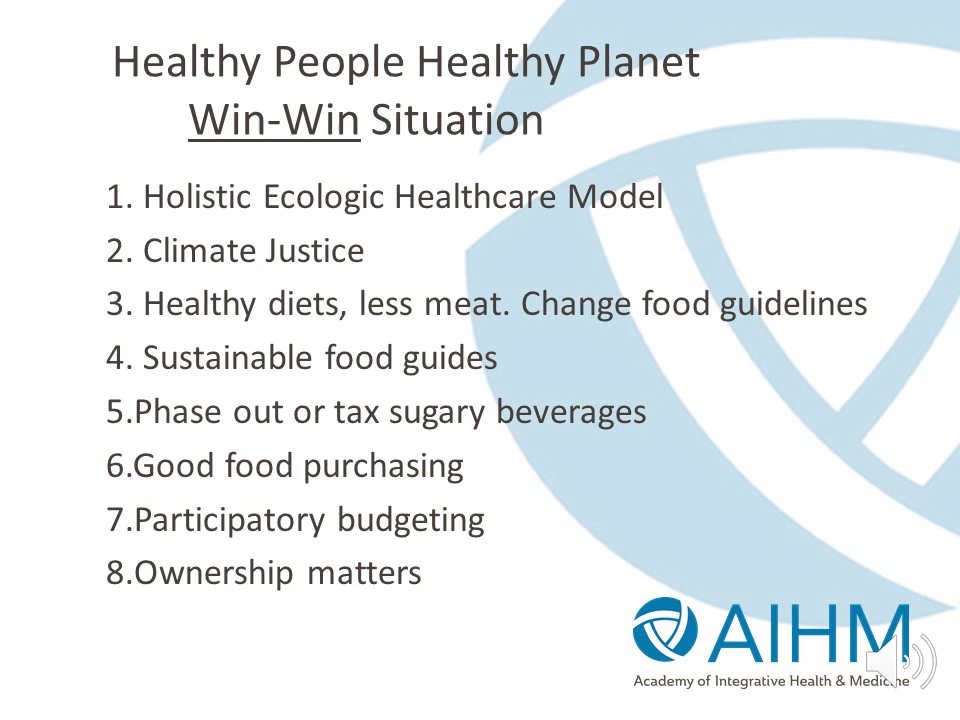 Healthy People Healthy Planet
Win-Win Situation
1. Holistic Ecologic Healthcare Model
2. Climate Justice
3. Healthy diets, less meat. Change food guidelines
4. Sustainable food guides
5.Phase out or tax sugary beverages
6.Good food purchasing
7.Participatory budgeting
8.Ownership matters
AIHM
Academy of Integrative Health & Medicine